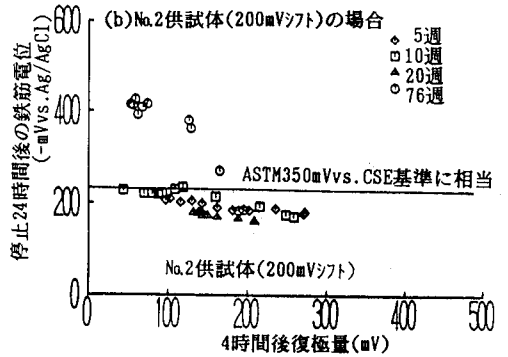 (b)No.2供試体(200mVシフト)の場合
5週
10週
20週
76週
停止24時間後の鉄筋電位
(-mVvs.Ag/AgCl)
600
400
200
0
ASTM350mVvs.CSE基準に相当
No.2供試体(200mVシフト)
0
100
200
300
400
500
4時間後復極量(mV)